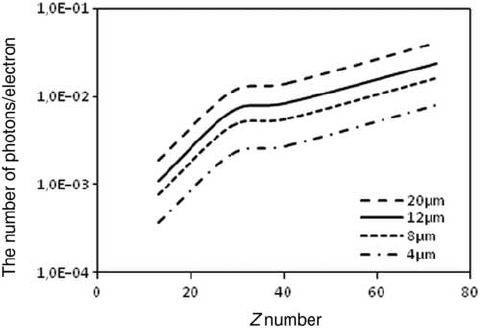 1,0E−01
1,0E−02
1,0E−03
1,0E−04
The number of photons/electron
20μm
12μm
8μm
4μm
0 20 40 60 80
Z number